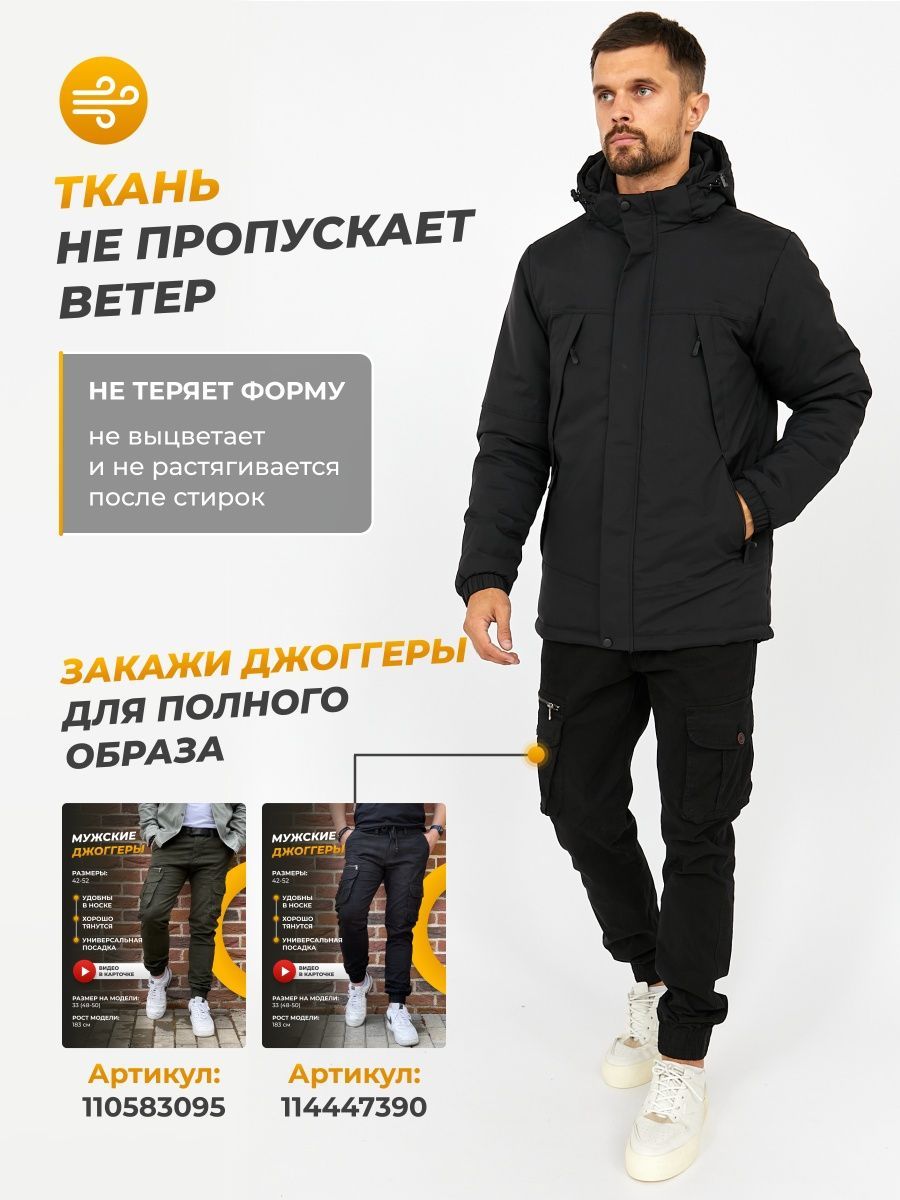 ТКАНЬ
НЕ ПРОПУСКАЕТ
ВЕТЕР
НЕ ТЕРЯЕТ ФОРМУ
не выцветает
и не растягивается
после стирок
ЗАКАЖИ ДЖОГГЕРЫ
ДЛЯ ПОЛНОГО
ОБРАЗА
МУЖСКИЕ
ДЖОГГЕРЫ
РАЗМЕРЫ:
42-52
УДОБНЫ
В НОСКЕ
ХОРОШО
ТЯНУТСЯ
УНИВЕРСАЛЬНАЯ
ПОСАДКА
ВИДЕО
В КАРТОЧКЕ
РАЗМЕР НА МОДЕЛИ:
33 (48-50)
РОСТ МОДЕЛИ:
183 см
МУЖСКИЕ
ДЖОГГЕРЫ
РАЗМЕРЫ:
42-52
УДОБНЫ
В НОСКЕ
ХОРОШО
ТЯНУТСЯ
УНИВЕРСАЛЬНАЯ
ПОСАДКА
ВИДЕО
В КАРТОЧКЕ
РАЗМЕР НА МОДЕЛИ:
33 (48-50)
РОСТ МОДЕЛИ:
183 см
Артикул:
110583095
Артикул:
114447390